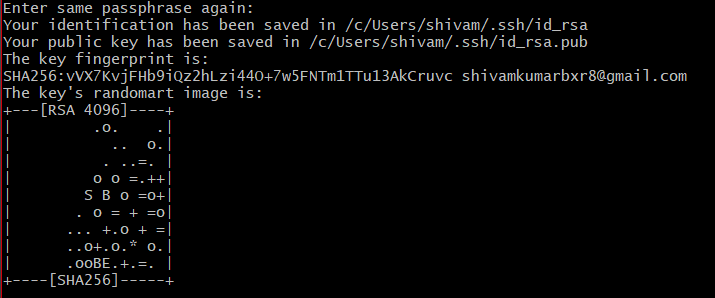 Enter same passphrase again:
Your identification has been saved in /c/Users/shivam/.ssh/id_rsa
Your public key has been saved in /c/Users/shivam/.ssh/id_rsa.pub
The key fingerprint is:
SHA256:vVX7KvjFHb9iQz2hLzi44O+7w5FNTm1TTu13AkCruvc shivamkumarbxr8@gmail.com
The key's randomart image is:
+---[RSA 4096]----+
|          .o.    .|
|            ..  o.|
|           . ..=. |
|          o o =.++|
|         S B o =o+|
|        . o = + =o|
|       ... +.o + =|
|       ..o+.o.* o.|
|       .ooBE.+.=. |
+----[SHA256]-----+